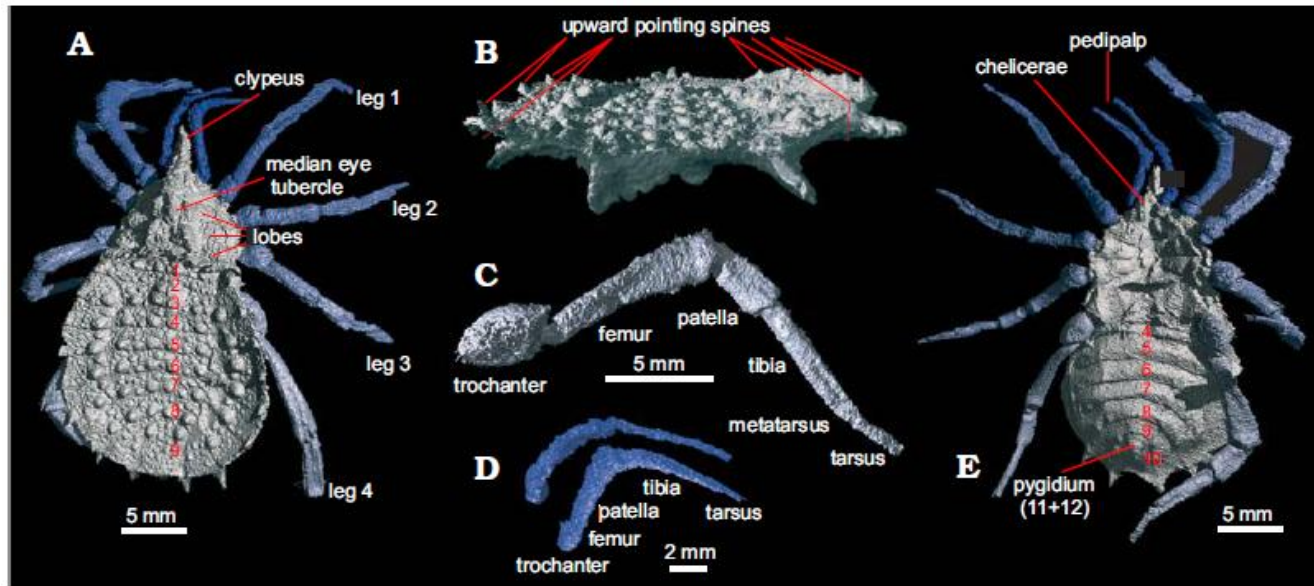 A
clypeus
leg 1
median eye
tubercle
leg 2
lobes
1
2
3
4
5
6
7
8
9
leg 3
leg 4
5 mm
upward pointing spines
B
C
femur
patella
5 mm
trochanter
tibia
metatarsus
tarsus
D
tibia
patella
tarsus
femur
trochanter
2 mm
pedipalp
chelicerae
4
5
6
7
8
9
10
E
pygidium
(11+12)
5 mm